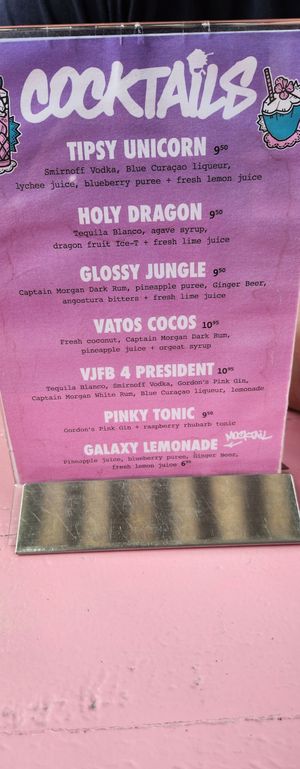 COCKTAILS
TIPSY UNICORN 9⁵⁰
Smirnoff Vodka, Blue Curaçao liqueur,
lychee juice, blueberry puree + fresh lemon juice
HOLY DRAGON 9⁵⁰
Tequila Blanco, agave syrup,
dragon fruit Ice-T + fresh lime juice
GLOSSY JUNGLE 9⁵⁰
Captain Morgan Dark Rum, pineapple puree, Ginger Beer,
angostura bitters + fresh lime juice
VATOS COCOS 10⁹⁵
Fresh coconut, Captain Morgan Dark Rum,
pineapple juice + orgeat syrup
VJFB 4 PRESIDENT 10⁹⁵
Tequila Blanco, Smirnoff Vodka, Gordon's Pink Gin,
Captain Morgan White Rum, Blue Curacao liqueur, lemonade
PINKY TONIC 9⁵⁰
Gordon's Pink Gin + raspberry rhubarb tonic
GALAXY LEMONADE MOCKTAIL
Pineapple juice, blueberry puree, Ginger Beer,
fresh lemon juice 6⁵⁰